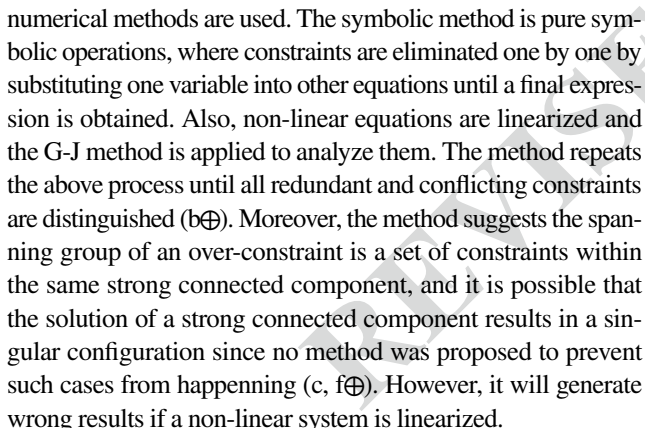 numerical methods are used. The symbolic method is pure sym-
bolic operations, where constraints are eliminated one by one by
substituting one variable into other equations until a final expres-
sion is obtained. Also, non-linear equations are linearized and
the G-J method is applied to analyze them. The method repeats
the above process until all redundant and conflicting constraints
are distinguished (b⊕). Moreover, the method suggests the span-
ning group of an over-constraint is a set of constraints within
the same strong connected component, and it is possible that
the solution of a strong connected component results in a sin-
gular configuration since no method was proposed to prevent
such cases from happenning (c, f⊕). However, it will generate
wrong results if a non-linear system is linearized.
REVISE